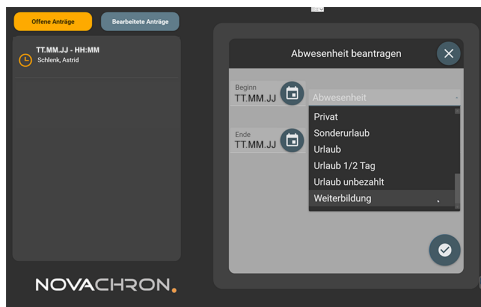 Offene Anträge
Bearbeitete Anträge
TT.MM.JJ - HH:MM
Schlenk, Astrid
Abwesenheit beantragen
Beginn
TT.MM.JJ
Abwesenheit
Privat
Sonderurlaub
Urlaub
Ende
TT.MM.JJ
Urlaub 1/2 Tag
Urlaub unbezahlt
Weiterbildung
NOVACHRON.